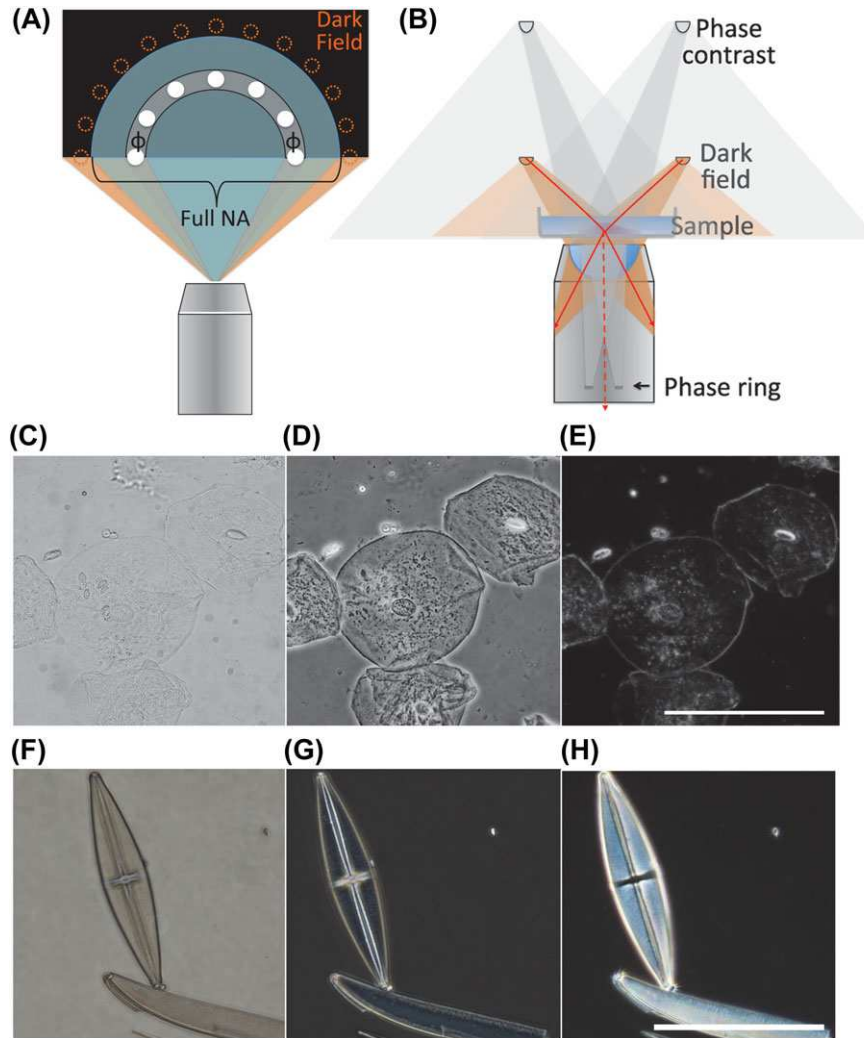 (A)
Dark
Field
ϕ ϕ
Full NA
(B)
Phase
contrast
Dark
field
Sample
Phase ring
(C)
(D)
(E)
(F)
(G)
(H)